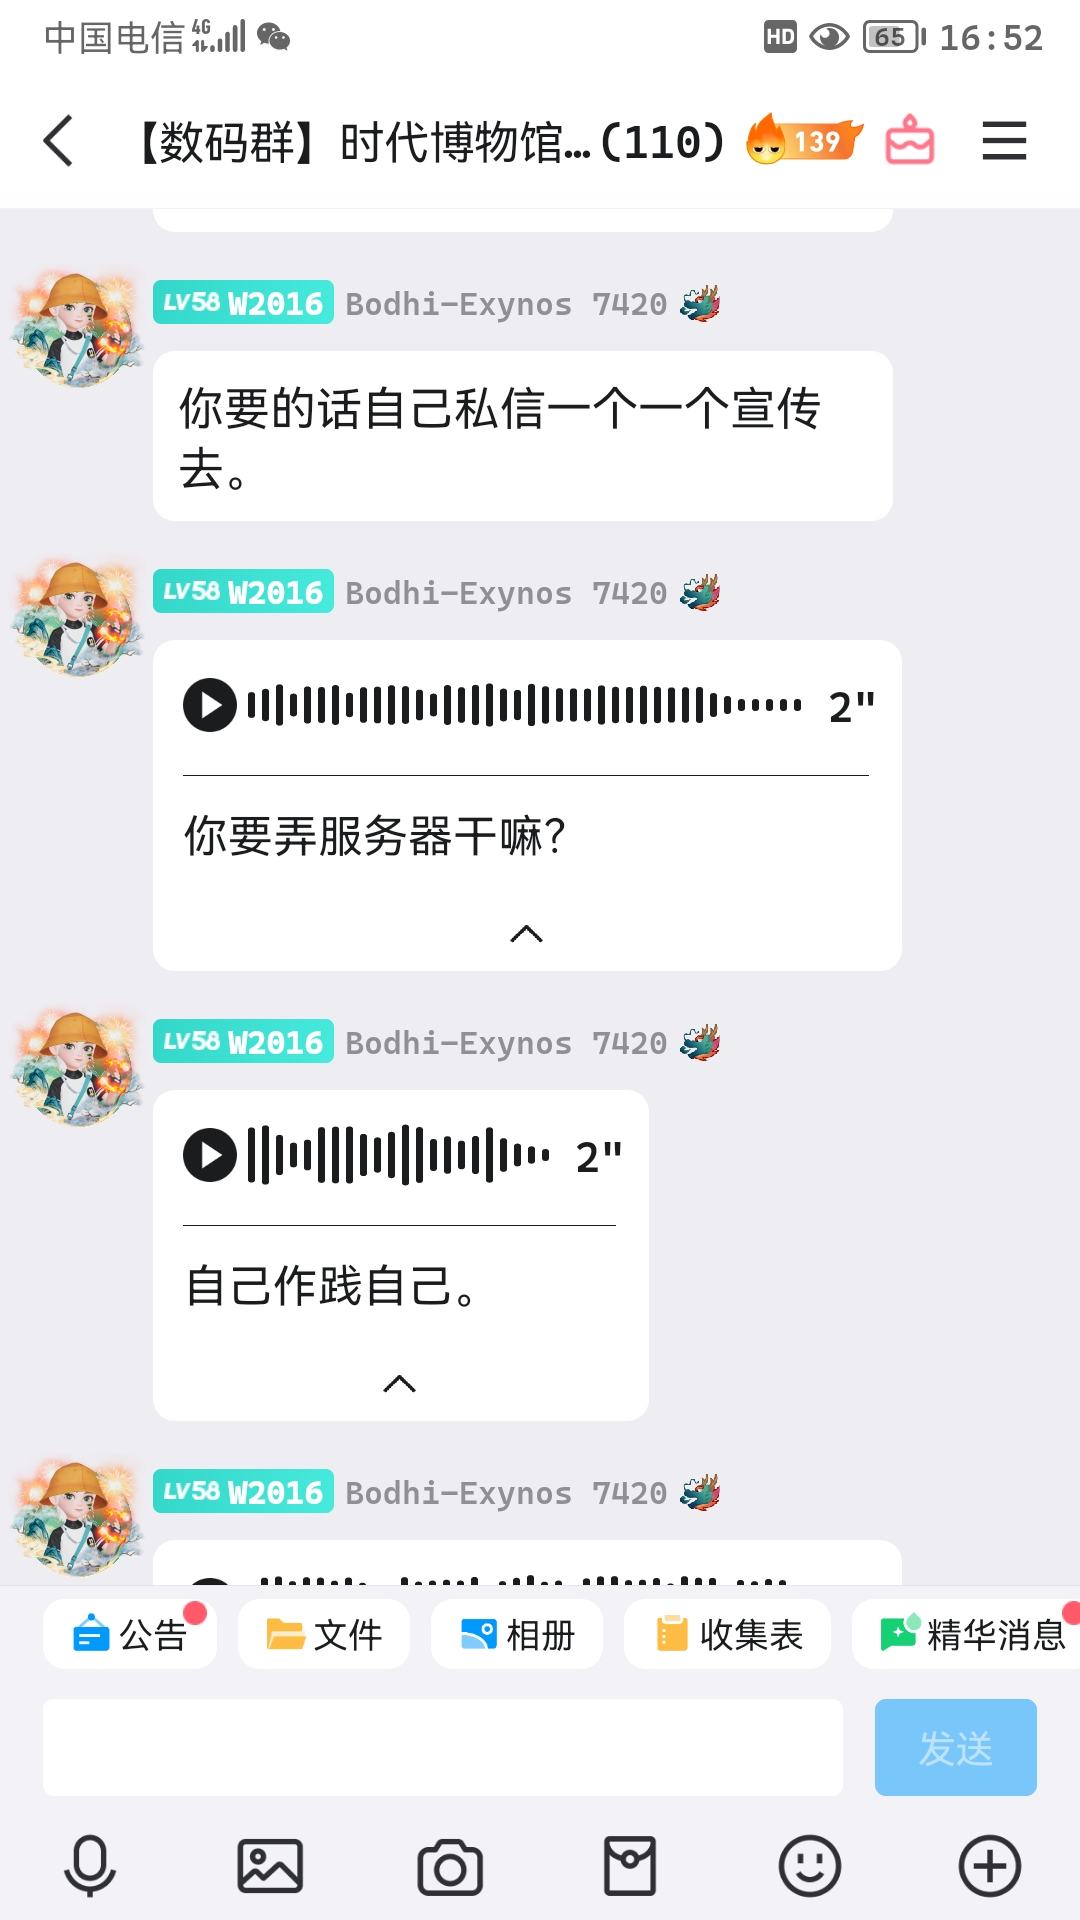 中国电信 4G HD 65 16:52
【数码群】时代博物馆...(110) 139
LV58 W2016 Bodhi-Exynos 7420
你要的话自己私信一个一个宣传
去。
LV58 W2016 Bodhi-Exynos 7420
2"
你要弄服务器干嘛?
LV58 W2016 Bodhi-Exynos 7420
2"
自己作践自己。
LV58 W2016 Bodhi-Exynos 7420
公告 文件 相册 收集表 精华消息
发送